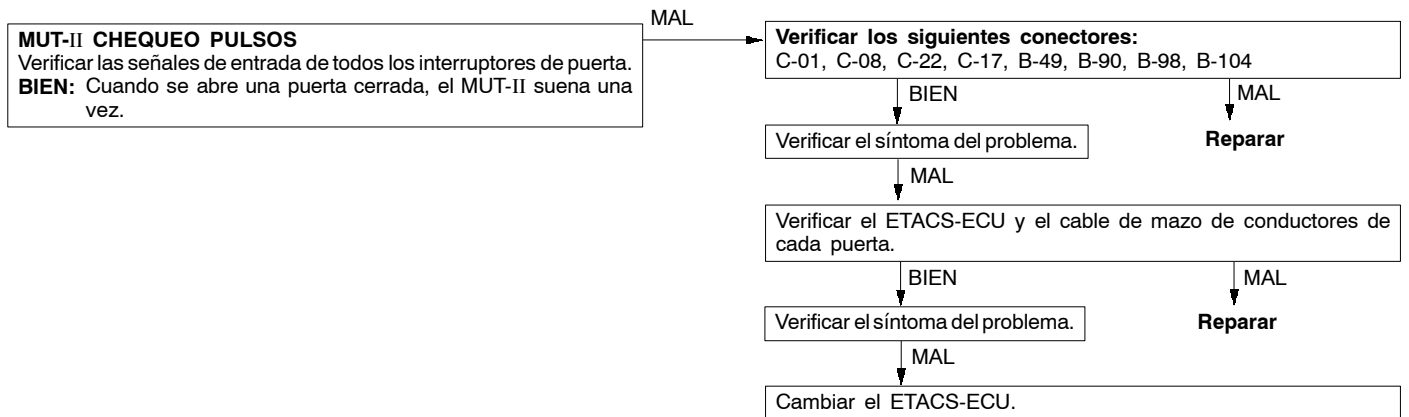 MAL
MUT-II CHEQUEO PULSOS
Verificar las señales de entrada de todos los interruptores de puerta.
BIEN: Cuando se abre una puerta cerrada, el MUT-II suena una
vez.
Verificar los siguientes conectores:
C-01, C-08, C-22, C-17, B-49, B-90, B-98, B-104
BIEN
MAL
Verificar el síntoma del problema.
Reparar
MAL
Verificar el ETACS-ECU y el cable de mazo de conductores de
cada puerta.
BIEN
MAL
Verificar el síntoma del problema.
Reparar
MAL
Cambiar el ETACS-ECU.